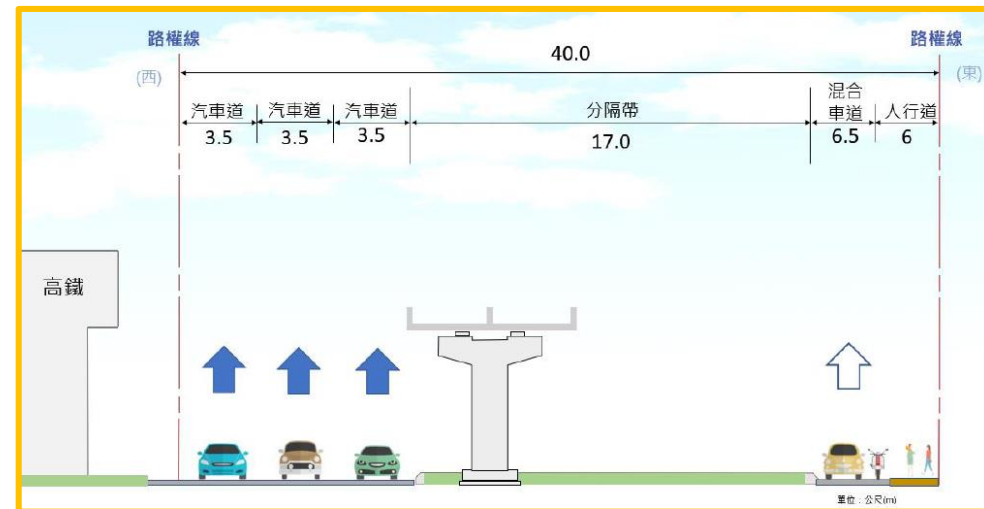 路權線
路權線
40.0
(西)
(東)
汽車道
汽車道
汽車道
分隔帶
混合
車道
人行道
3.5
3.5
3.5
17.0
6.5
6
高鐵
單位：公尺(m)